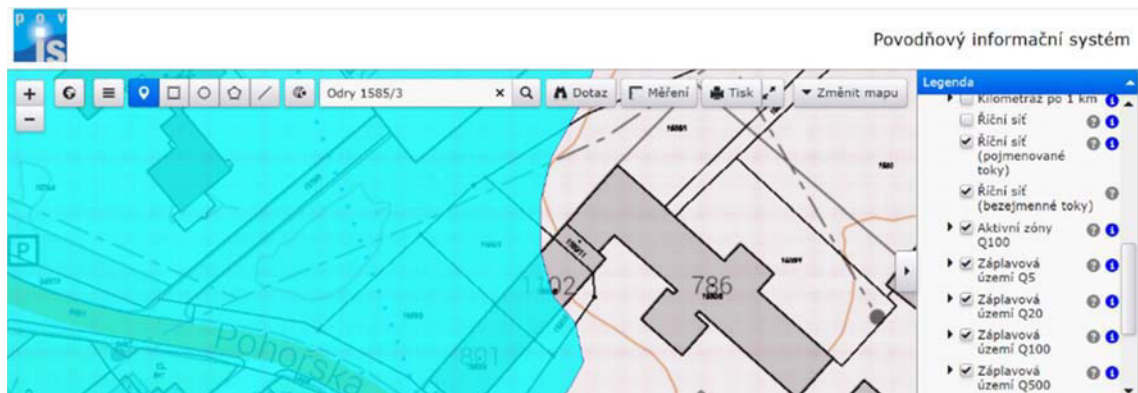 pov
is
Povodňový informační systém
Odry 1585/3
Dotaz
Měření
Tisk
Změnit mapu
Legenda
Kilometráž po 1 km
Říční síť
Říční síť
(pojmenované
toky)
Říční síť
(bezejmenné toky)
Aktivní zóny
Q100
Záplavová
území Q5
Záplavová
území Q20
Záplavová
území Q100
Záplavová
území Q500
P
1102
786
801
Pohorská